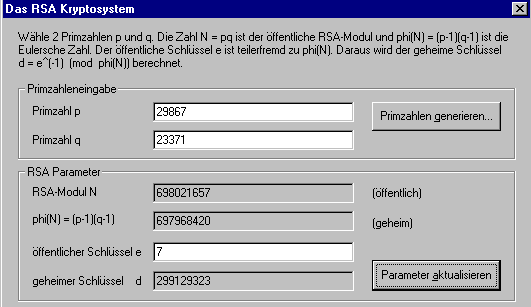 Das RSA Kryptosystem
Wähle 2 Primzahlen p und q. Die Zahl N = pq ist der öffentliche RSA-Modul und phi(N) = (p-1)(q-1) ist die
Eulersche Zahl. Der öffentliche Schlüssel e ist teilerfremd zu phi(N). Daraus wird der geheime Schlüssel
d = e^(-1) (mod phi(N)) berechnet.
Primzahleneingabe
Primzahl p 29867 Primzahlen generieren...
Primzahl q 23371
RSA Parameter
RSA-Modul N 698021657 (öffentlich)
phi(N) = (p-1)(q-1) 697968420 (geheim)
öffentlicher Schlüssel e 7
geheimer Schlüssel d 299129323 Parameter aktualisieren